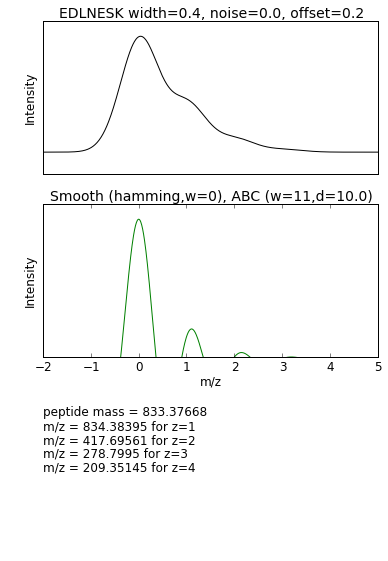 EDLNESK width=0.4, noise=0.0, offset=0.2
Intensity
Smooth (hamming,w=0), ABC (w=11,d=10.0)
Intensity
−2 −1 0 1 2 3 4 5
m/z
peptide mass = 833.37668
m/z = 834.38395 for z=1
m/z = 417.69561 for z=2
m/z = 278.7995 for z=3
m/z = 209.35145 for z=4